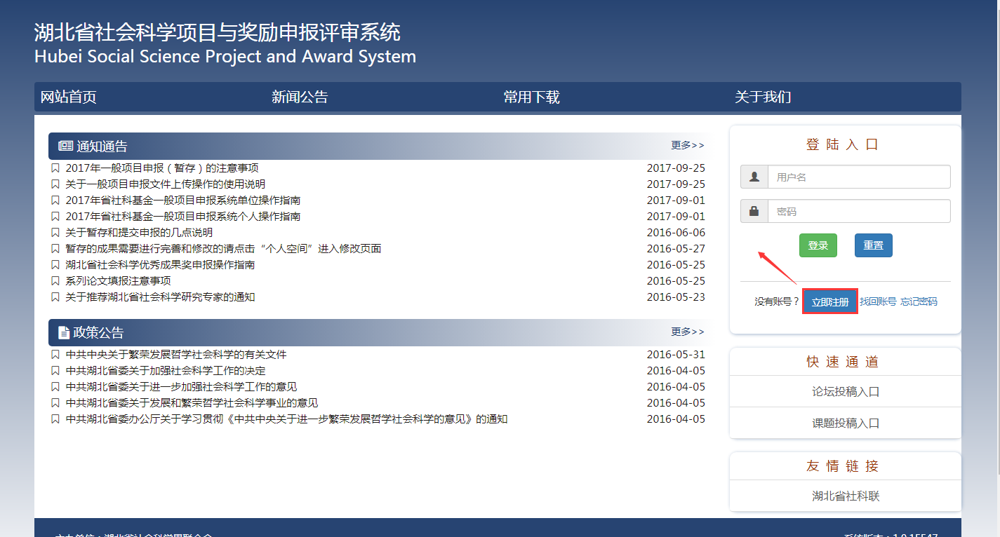 湖北省社会科学项目与奖励申报评审系统
Hubei Social Science Project and Award System
网站首页 新闻公告 常用下载 关于我们
通知通告 更多>>
2017年一般项目申报（暂存）的注意事项 2017-09-25
关于一般项目申报文件上传操作的使用说明 2017-09-25
2017年省社科基金一般项目申报系统单位操作指南 2017-09-01
2017年省社科基金一般项目申报系统个人操作指南 2017-09-01
关于暂存和提交申报的几点说明 2016-06-06
暂存的成果需要进行完善和修改的请点击“个人空间”进入修改页面 2016-05-27
湖北省社会科学优秀成果奖申报操作指南 2016-05-25
系列论文填报注意事项 2016-05-25
关于推荐湖北省社会科学研究专家的通知 2016-05-23
政策公告 更多>>
中共中央关于繁荣发展哲学社会科学的有关文件 2016-05-31
中共湖北省委关于加强社会科学工作的决定 2016-04-05
中共湖北省委关于进一步加强社会科学工作的意见 2016-04-05
中共湖北省委关于发展和繁荣哲学社会科学事业的意见 2016-04-05
中共湖北省委办公厅关于学习贯彻《中共中央关于进一步繁荣发展哲学社会科学的意见》的通知 2016-04-05
登陆入口
用户名
密码
登录 重置
没有账号？ 立即注册 找回账号 忘记密码
快速通道
论坛投稿入口
课题投稿入口
友情链接
湖北省社科联